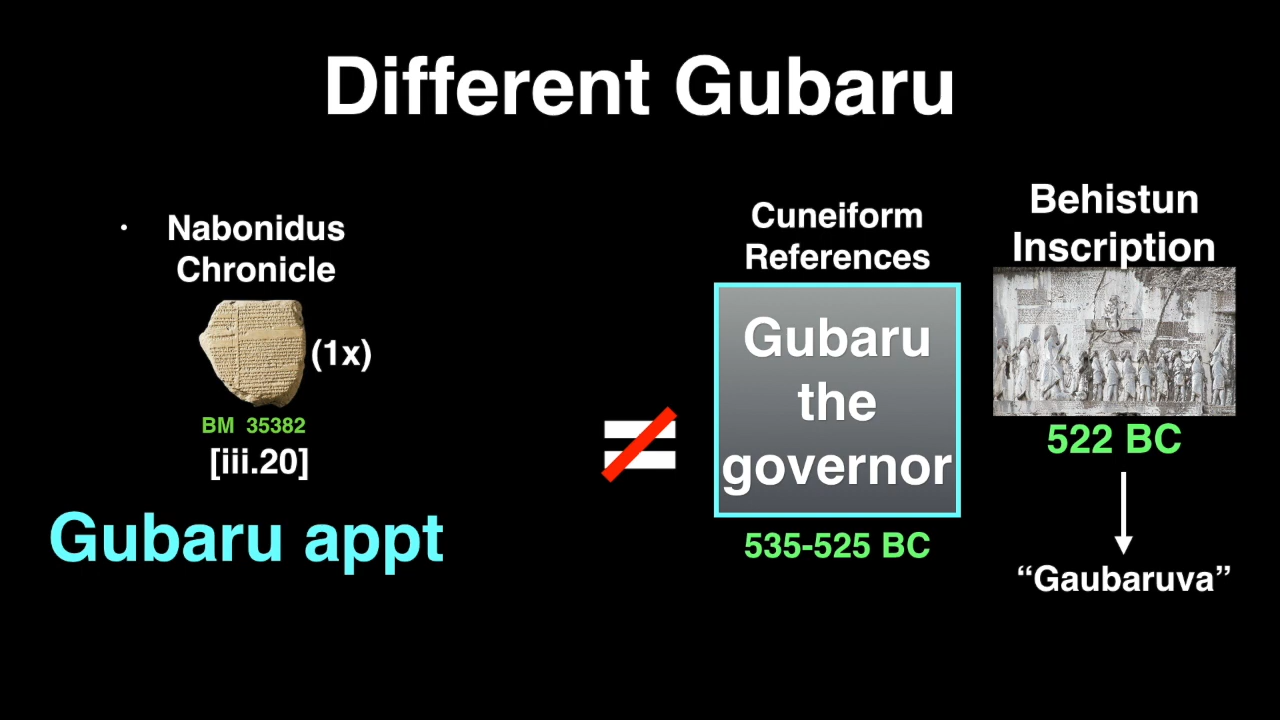 Different Gubaru
• Nabonidus
Chronicle
(1x)
BM 35382
[iii.20]
Gubaru appt
≠
Cuneiform
References
Gubaru
the
governor
535-525 BC
Behistun
Inscription
522 BC
“Gaubaruva”